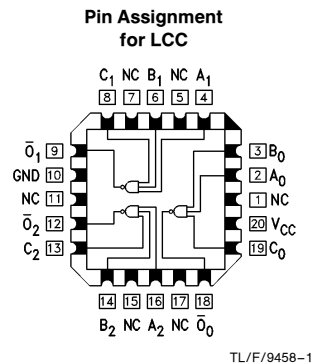 Pin Assignment
for LCC
C₁ NC B₁ NC A₁
8 7 6 5 4
Ō₁ 9
GND 10
NC 11
Ō₂ 12
C₂ 13
3 B₀
2 A₀
1 NC
20 V_CC
19 C₀
14 15 16 17 18
B₂ NC A₂ NC Ō₀
TL/F/9458–1